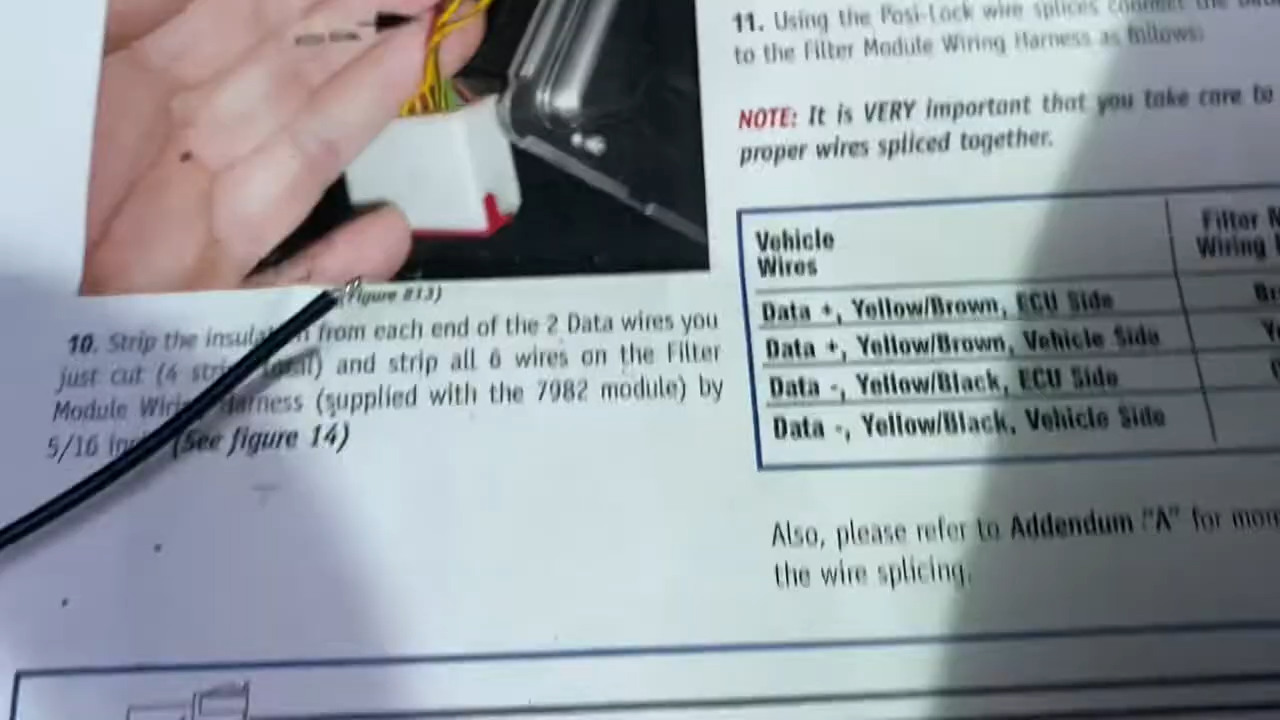 (Figure #13)
10. Strip the from each end of the 2 Data wires you
just cut (4 and strip all 6 wires on the Filter
Module Harness (supplied with the 7982 module) by
5/16 (See figure 14)
11. Using the Posi-Lock wire splices connect the
to the Filter Module Wiring Harness as follows:
NOTE: It is VERY important that you take care to
proper wires spliced together.
Vehicle
Wires
Filter
Wiring
Data +, Yellow/Brown, ECU Side
Data +, Yellow/Brown, Vehicle Side
Data -, Yellow/Black, ECU Side
Data -, Yellow/Black, Vehicle Side
Also, please refer to Addendum "A" for
the wire splicing.